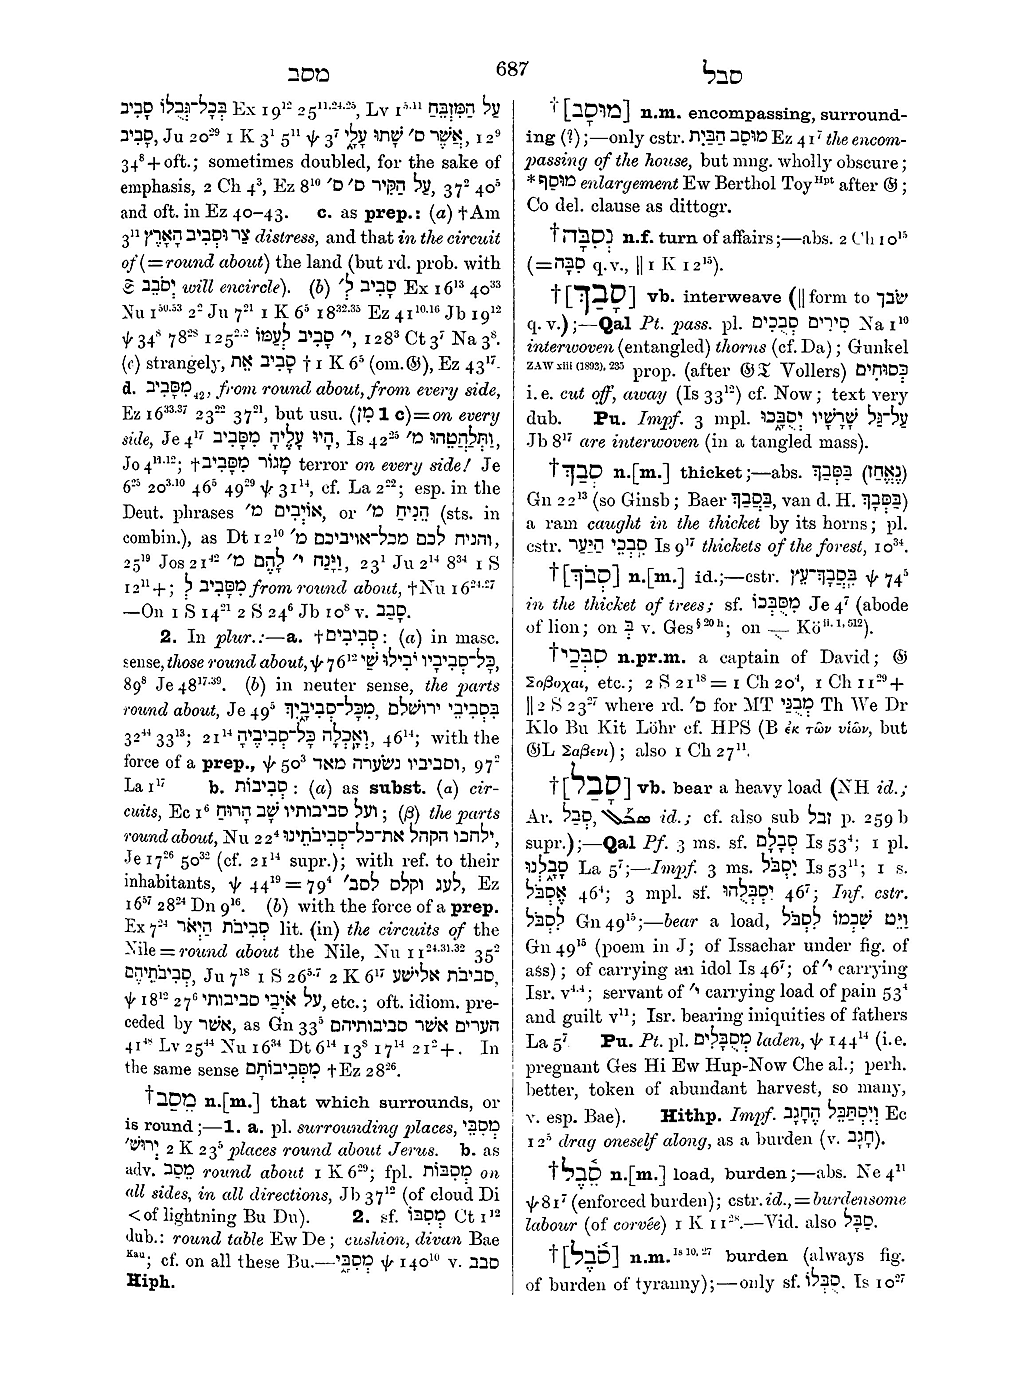 מסב 687 סבל
עַל הַמִּזְבֵּחַ Ex 19¹² 25¹¹·²⁴·²⁵, Lv 1⁵·¹¹ בְּכָל־גְּבֻלוֹ סָבִיב
סָבִיב, Ju 20²⁹ 1 K 3¹ 5¹¹ ψ 3⁷ אֲשֶׁר ס׳ שָׁתוּ עָלָי, 12⁹
34⁸ + oft.; sometimes doubled, for the sake of
emphasis, 2 Ch 4³, Ez 8¹⁰ עַל הַקִּיר ס׳ ס׳, 37² 40⁵
and oft. in Ez 40–43. c. as prep.: (a) †Am
3¹¹ צַר וּסְבִיב הָאָרֶץ distress, and that in the circuit
of (= round about) the land (but rd. prob. with
יְסֹבֵב will encircle). (b) סָבִיב לְ Ex 16¹³ 40³³
Nu 1⁵⁰·⁵³ 2² Ju 7²¹ 1 K 6⁵ 18³²·³⁵ Ez 41¹⁰·¹⁶ Jb 19¹²
ψ 34⁸ 78²⁸ 125²·² י׳ סָבִיב לְעַמּוֹ, 128³ Ct 3⁷ Na 3⁸.
(c) strangely, סָבִיב אֶת † 1 K 6⁵ (om. 𝔊), Ez 43¹⁷.
d. מִסָּבִיב ₄₂, from round about, from every side,
Ez 16³³·³⁷ 23²² 37²¹, but usu. (מִן 1 c) = on every
side, Je 4¹⁷ הָיוּ עָלֶיהָ מִסָּבִיב, Is 42²⁵ וַתְּלַהֲטֵהוּ מ׳,
Jo 4¹¹·¹²; מָגוֹר מִסָּבִיב† terror on every side! Je
6²⁵ 20³·¹⁰ 46⁵ 49²⁹ ψ 31¹⁴, cf. La 2²²; esp. in the
Deut. phrases אוֹיְבִים מ׳, or הֵנִיחַ מ׳ (sts. in
combin.), as Dt 12¹⁰ והניח לכם מכל־אויביכם מ׳,
25¹⁹ Jos 21⁴² וַיָּנַח י׳ לָהֶם מ׳, 23¹ Ju 2¹⁴ 8³⁴ 1 S
12¹¹ +; מִסָּבִיב לְ from round about, †Nu 16²⁴·²⁷
—On 1 S 14²¹ 2 S 24⁶ Jb 10⁸ v. סָבַב.
2. In plur.:—a. †סְבִיבִים: (a) in masc.
sense, those round about, ψ 76¹² כָּל־סְבִיבָיו יֹבִילוּ שַׁי,
89⁸ Je 48¹⁷·³⁹. (b) in neuter sense, the parts
round about, Je 49⁵ מִכָּל־סְבִיבָיִךְ, בִּסְבִיבֵי ירושלם
32⁴⁴ 33¹³; 21¹⁴ וְאָכְלָה כָּל־סְבִיבֶיהָ, 46¹⁴; with the
force of a prep., ψ 50³ וסביביו נשׂערה מאד, 97²
La 1¹⁷ b. סְבִיבוֹת: (a) as subst. (α) cir-
cuits, Ec 1⁶ ועל סביבותיו שָׁב הָרוּחַ; (β) the parts
round about, Nu 22⁴ ילחכו הקהל את־כל־סביבֹתינו,
Je 17²⁶ 50³² (cf. 21¹⁴ supr.); with ref. to their
inhabitants, ψ 44¹⁹ = 79⁴ לעג וקלס לסב׳, Ez
16⁵⁷ 28²⁴ Dn 9¹⁶. (b) with the force of a prep.
Ex 7²⁴ סְבִיבֹת הַיְאֹר lit. (in) the circuits of the
Nile = round about the Nile, Nu 11²⁴·³¹·³² 35²
סְבִיבֹתֵיהֶם, Ju 7¹⁸ 1 S 26⁵·⁷ 2 K 6¹⁷ סביבת אלישע,
ψ 18¹² 27⁶ על אֹיְבַי סביבותי, etc.; oft. idiom. pre-
ceded by אשׁר, as Gn 33⁵ הערים אשר סביבותיהם
41⁴⁸ Lv 25⁴⁴ Nu 16³⁴ Dt 6¹⁴ 13⁸ 17¹⁴ 21² +. In
the same sense מִסְּבִיבוֹתָם †Ez 28²⁶.
†מֵסַב n.[m.] that which surrounds, or
is round;—1. a. pl. surrounding places, מְסִבֵּי
יְרוּשׁ׳ 2 K 23⁵ places round about Jerus. b. as
adv. מֵסַב round about 1 K 6²⁹; fpl. מְסִבּוֹת on
all sides, in all directions, Jb 37¹² (of cloud Di
< of lightning Bu Du). 2. sf. מְסִבּוֹ Ct 1¹²
dub.: round table Ew De; cushion, divan Bae
Kau; cf. on all these Bu.—מְסִבָּי ψ 140¹⁰ v. סבב
Hiph.
†[מוּסָב] n.m. encompassing, surround-
ing (?);—only cstr. מוּסַב הַבַּיִת Ez 41⁷ the encom-
passing of the house, but mng. wholly obscure;
*מוּסָף enlargement Ew Berthol Toy Hpt after 𝔊;
Co del. clause as dittogr.
†נְסִבָּה n.f. turn of affairs;—abs. 2 Ch 10¹⁵
(= סִבָּה q.v., ‖ 1 K 12¹⁵).
†[סָבַךְ] vb. interweave (‖ form to שׂבך
q.v.);—Qal Pt. pass. pl. סִירִים סְבֻכִים Na 1¹⁰
interwoven (entangled) thorns (cf. Da); Gunkel
ZAW xiii (1893), 235 prop. (after 𝔊 𝔗 Vollers) כְּסוּחִים
i.e. cut off, away (Is 33¹²) cf. Now; text very
dub. Pu. Impf. 3 mpl. עַל־גַּל שָׁרָשָׁיו יְסֻבָּכוּ
Jb 8¹⁷ are interwoven (in a tangled mass).
†סְבַךְ n.[m.] thicket;—abs. בַּסְּבַךְ (נֶאֱחַז)
Gn 22¹³ (so Ginsb; Baer בַּסֲּבַךְ, van d. H. בַּסְּבָךְ)
a ram caught in the thicket by its horns; pl.
cstr. סִבְכֵי הַיַּעַר Is 9¹⁷ thickets of the forest, 10³⁴.
†[סְבֹךְ] n.[m.] id.;—cstr. בִּסֲבָךְ־עֵץ ψ 74⁵
in the thicket of trees; sf. מִסֻּבְּכוֹ Je 4⁷ (abode
of lion; on בּ v. Ges § 20 h; on Kö ii. 1, 512).
†סִבְּכַי n.pr.m. a captain of David; 𝔊
Σοβοχαι, etc.; 2 S 21¹⁸ = 1 Ch 20⁴, 1 Ch 11²⁹ +
‖ 2 S 23²⁷ where rd. ס׳ for MT מְבֻנַּי Th We Dr
Klo Bu Kit Löhr cf. HPS (B ἐκ τῶν υἱῶν, but
𝔊L Σαβενι); also 1 Ch 27¹¹.
†[סָבַל] vb. bear a heavy load (NH id.;
Ar. סְבַל, ܣܒܠ id.; cf. also sub זבל p. 259 b
supr.);—Qal Pf. 3 ms. sf. סְבָלָם Is 53⁴; 1 pl.
סָבָלְנוּ La 5⁷;—Impf. 3 ms. יִסְבֹּל Is 53¹¹; 1 s.
אֶסְבֹּל 46⁴; 3 mpl. sf. יִסְבְּלֻהוּ 46⁷; Inf. cstr.
לִסְבֹּל Gn 49¹⁵;—bear a load, וַיֵּט שִׁכְמוֹ לִסְבֹּל
Gn 49¹⁵ (poem in J; of Issachar under fig. of
ass); of carrying an idol Is 46⁷; of י׳ carrying
Isr. v⁴·⁴; servant of י׳ carrying load of pain 53⁴
and guilt v¹¹; Isr. bearing iniquities of fathers
La 5⁷ Pu. Pt. pl. מְסֻבָּלִים laden, ψ 144¹⁴ (i.e.
pregnant Ges Hi Ew Hup-Now Che al.; perh.
better, token of abundant harvest, so many,
v. esp. Bae). Hithp. Impf. וְיִסְתַּבֵּל הֶחָגָב Ec
12⁵ drag oneself along, as a burden (v. חָגָב).
†סֵבֶל n.[m.] load, burden;—abs. Ne 4¹¹
ψ 81⁷ (enforced burden); cstr. id., = burdensome
labour (of corvée) 1 K 11²⁸.—Vid. also סַבָּל.
†[סֹבֶל] n.m. Is 10, 27 burden (always fig.
of burden of tyranny);—only sf. סֻבֳּלוֹ Is 10²⁷